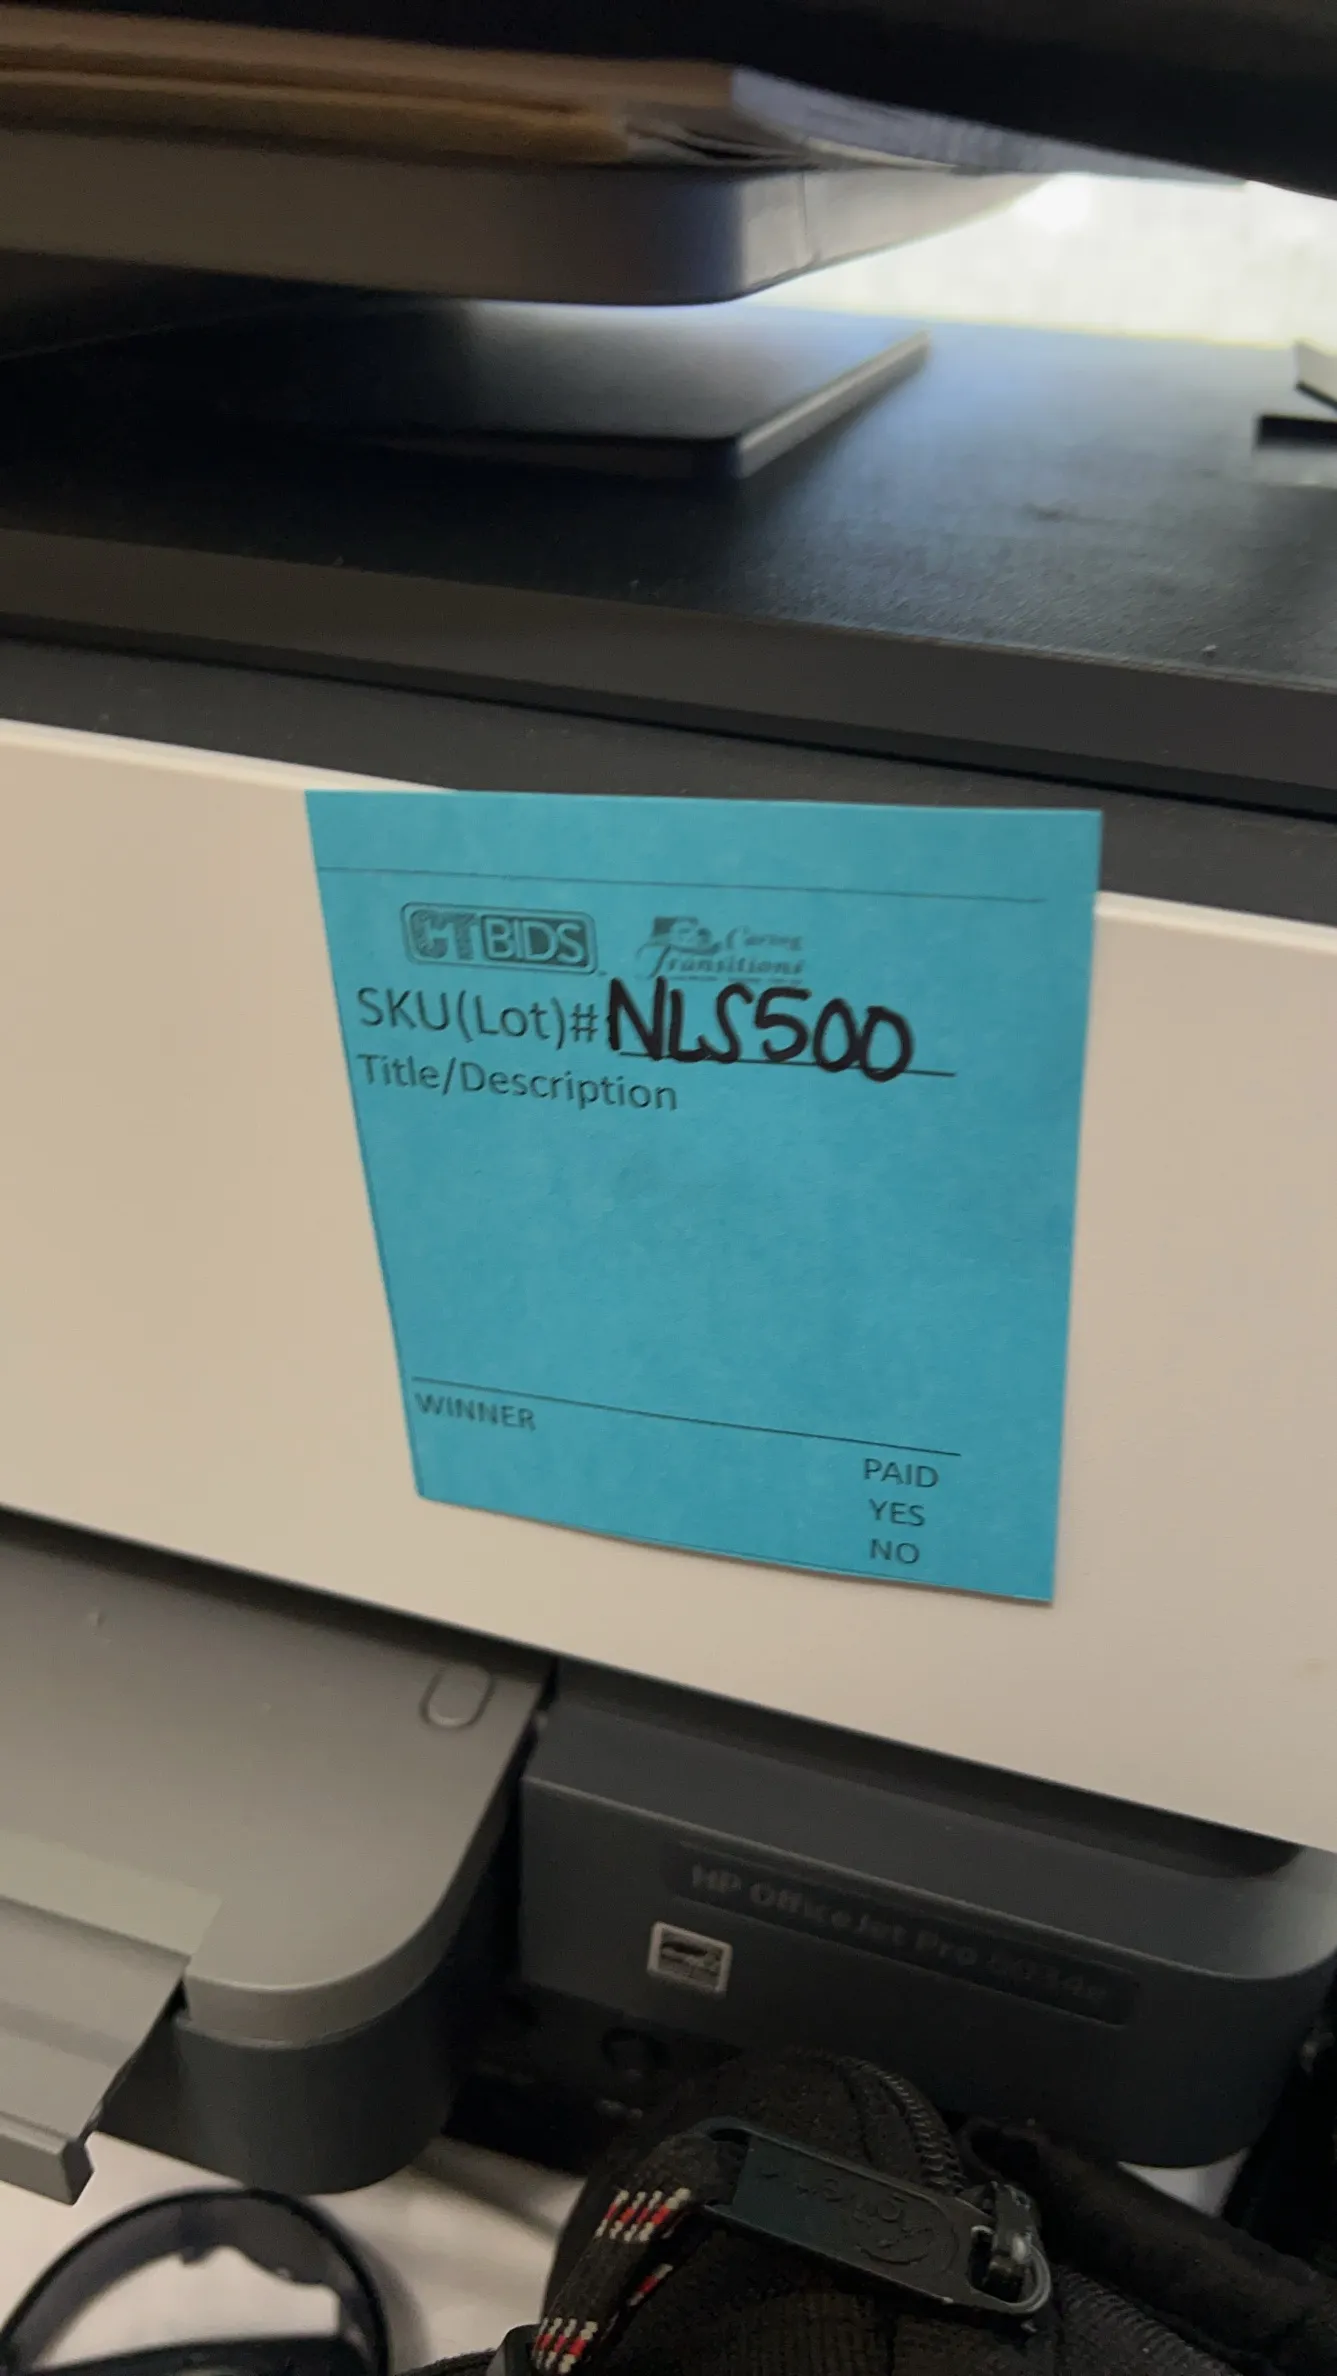 CTBIDS
Caring
Transitions
SKU(Lot)# NLS500
Title/Description
WINNER
PAID
YES
NO
HP OfficeJet Pro